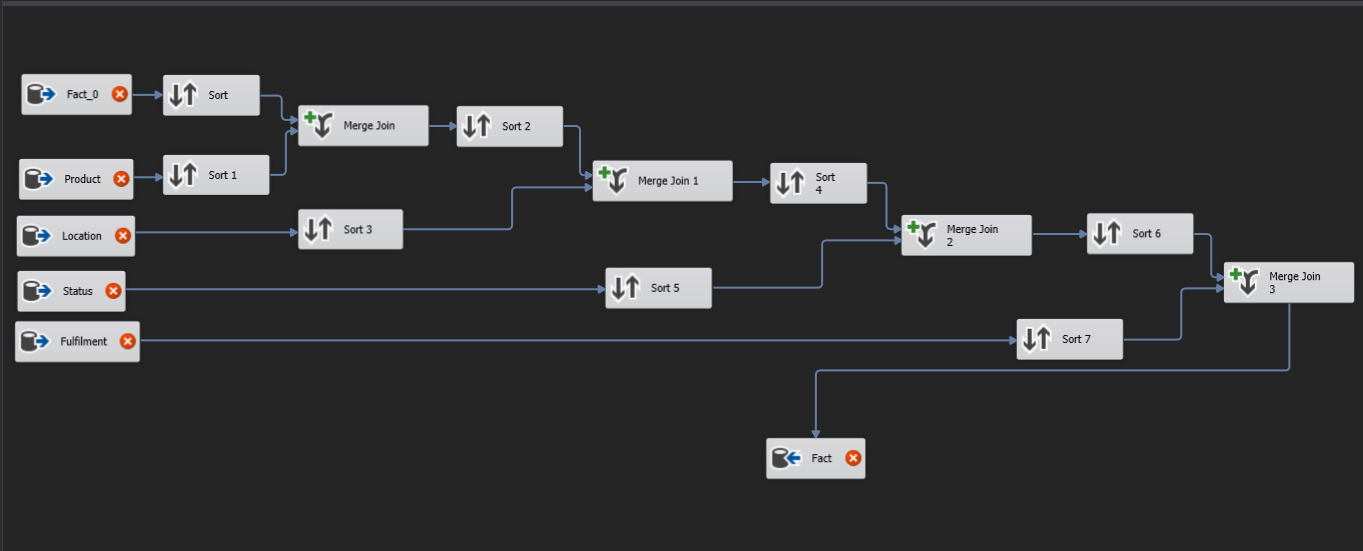 Fact_0
Sort
Merge Join
Sort 2
Product
Sort 1
Merge Join 1
Sort
4
Location
Sort 3
Merge Join
2
Sort 6
Status
Sort 5
Merge Join
3
Fulfilment
Sort 7
Fact